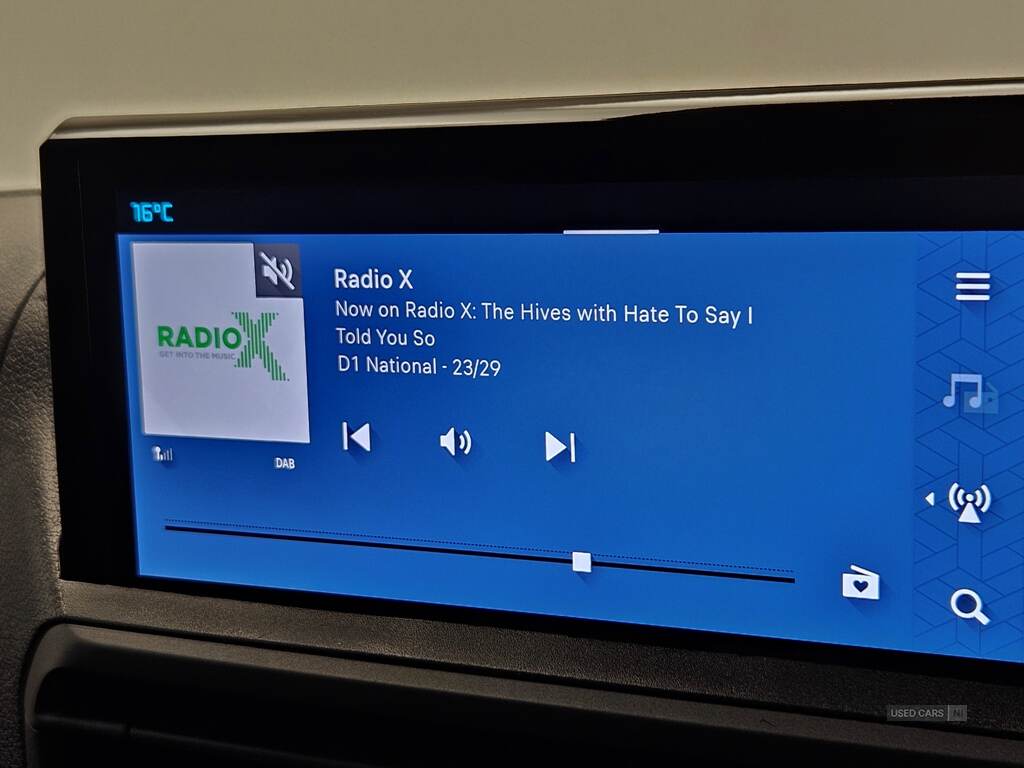 16°C
RADIO X
GET INTO THE MUSIC
Radio X
Now on Radio X: The Hives with Hate To Say I
Told You So
D1 National - 23/29
DAB
USED CARS NI